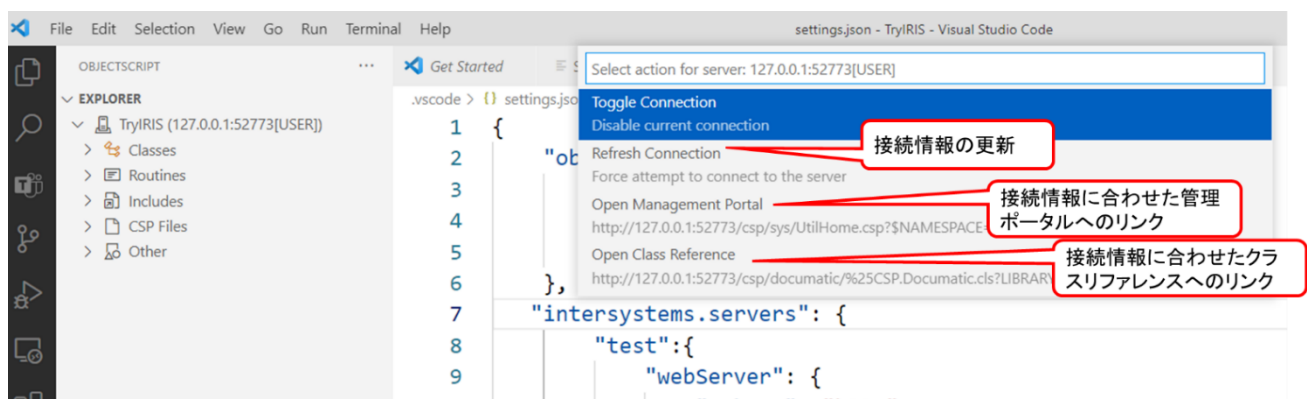 File Edit Selection View Go Run Terminal Help
settings.json - TryIRIS - Visual Studio Code
OBJECTSCRIPT ...
EXPLORER
TryIRIS (127.0.0.1:52773[USER])
Classes
Routines
Includes
CSP Files
Other
Get Started
.vscode > {} settings.jso
1 {
2 "ob
3
4
5
6 },
7 "intersystems.servers": {
8 "test":{
9 "webServer": {
Select action for server: 127.0.0.1:52773[USER]
Toggle Connection
Disable current connection
Refresh Connection
Force attempt to connect to the server
Open Management Portal
http://127.0.0.1:52773/csp/sys/UtilHome.csp?$NAMESPACE=
Open Class Reference
http://127.0.0.1:52773/csp/documatic/%25CSP.Documatic.cls?LIBRARY
接続情報の更新
接続情報に合わせた管理
ポータルへのリンク
接続情報に合わせたクラ
スリファレンスへのリンク